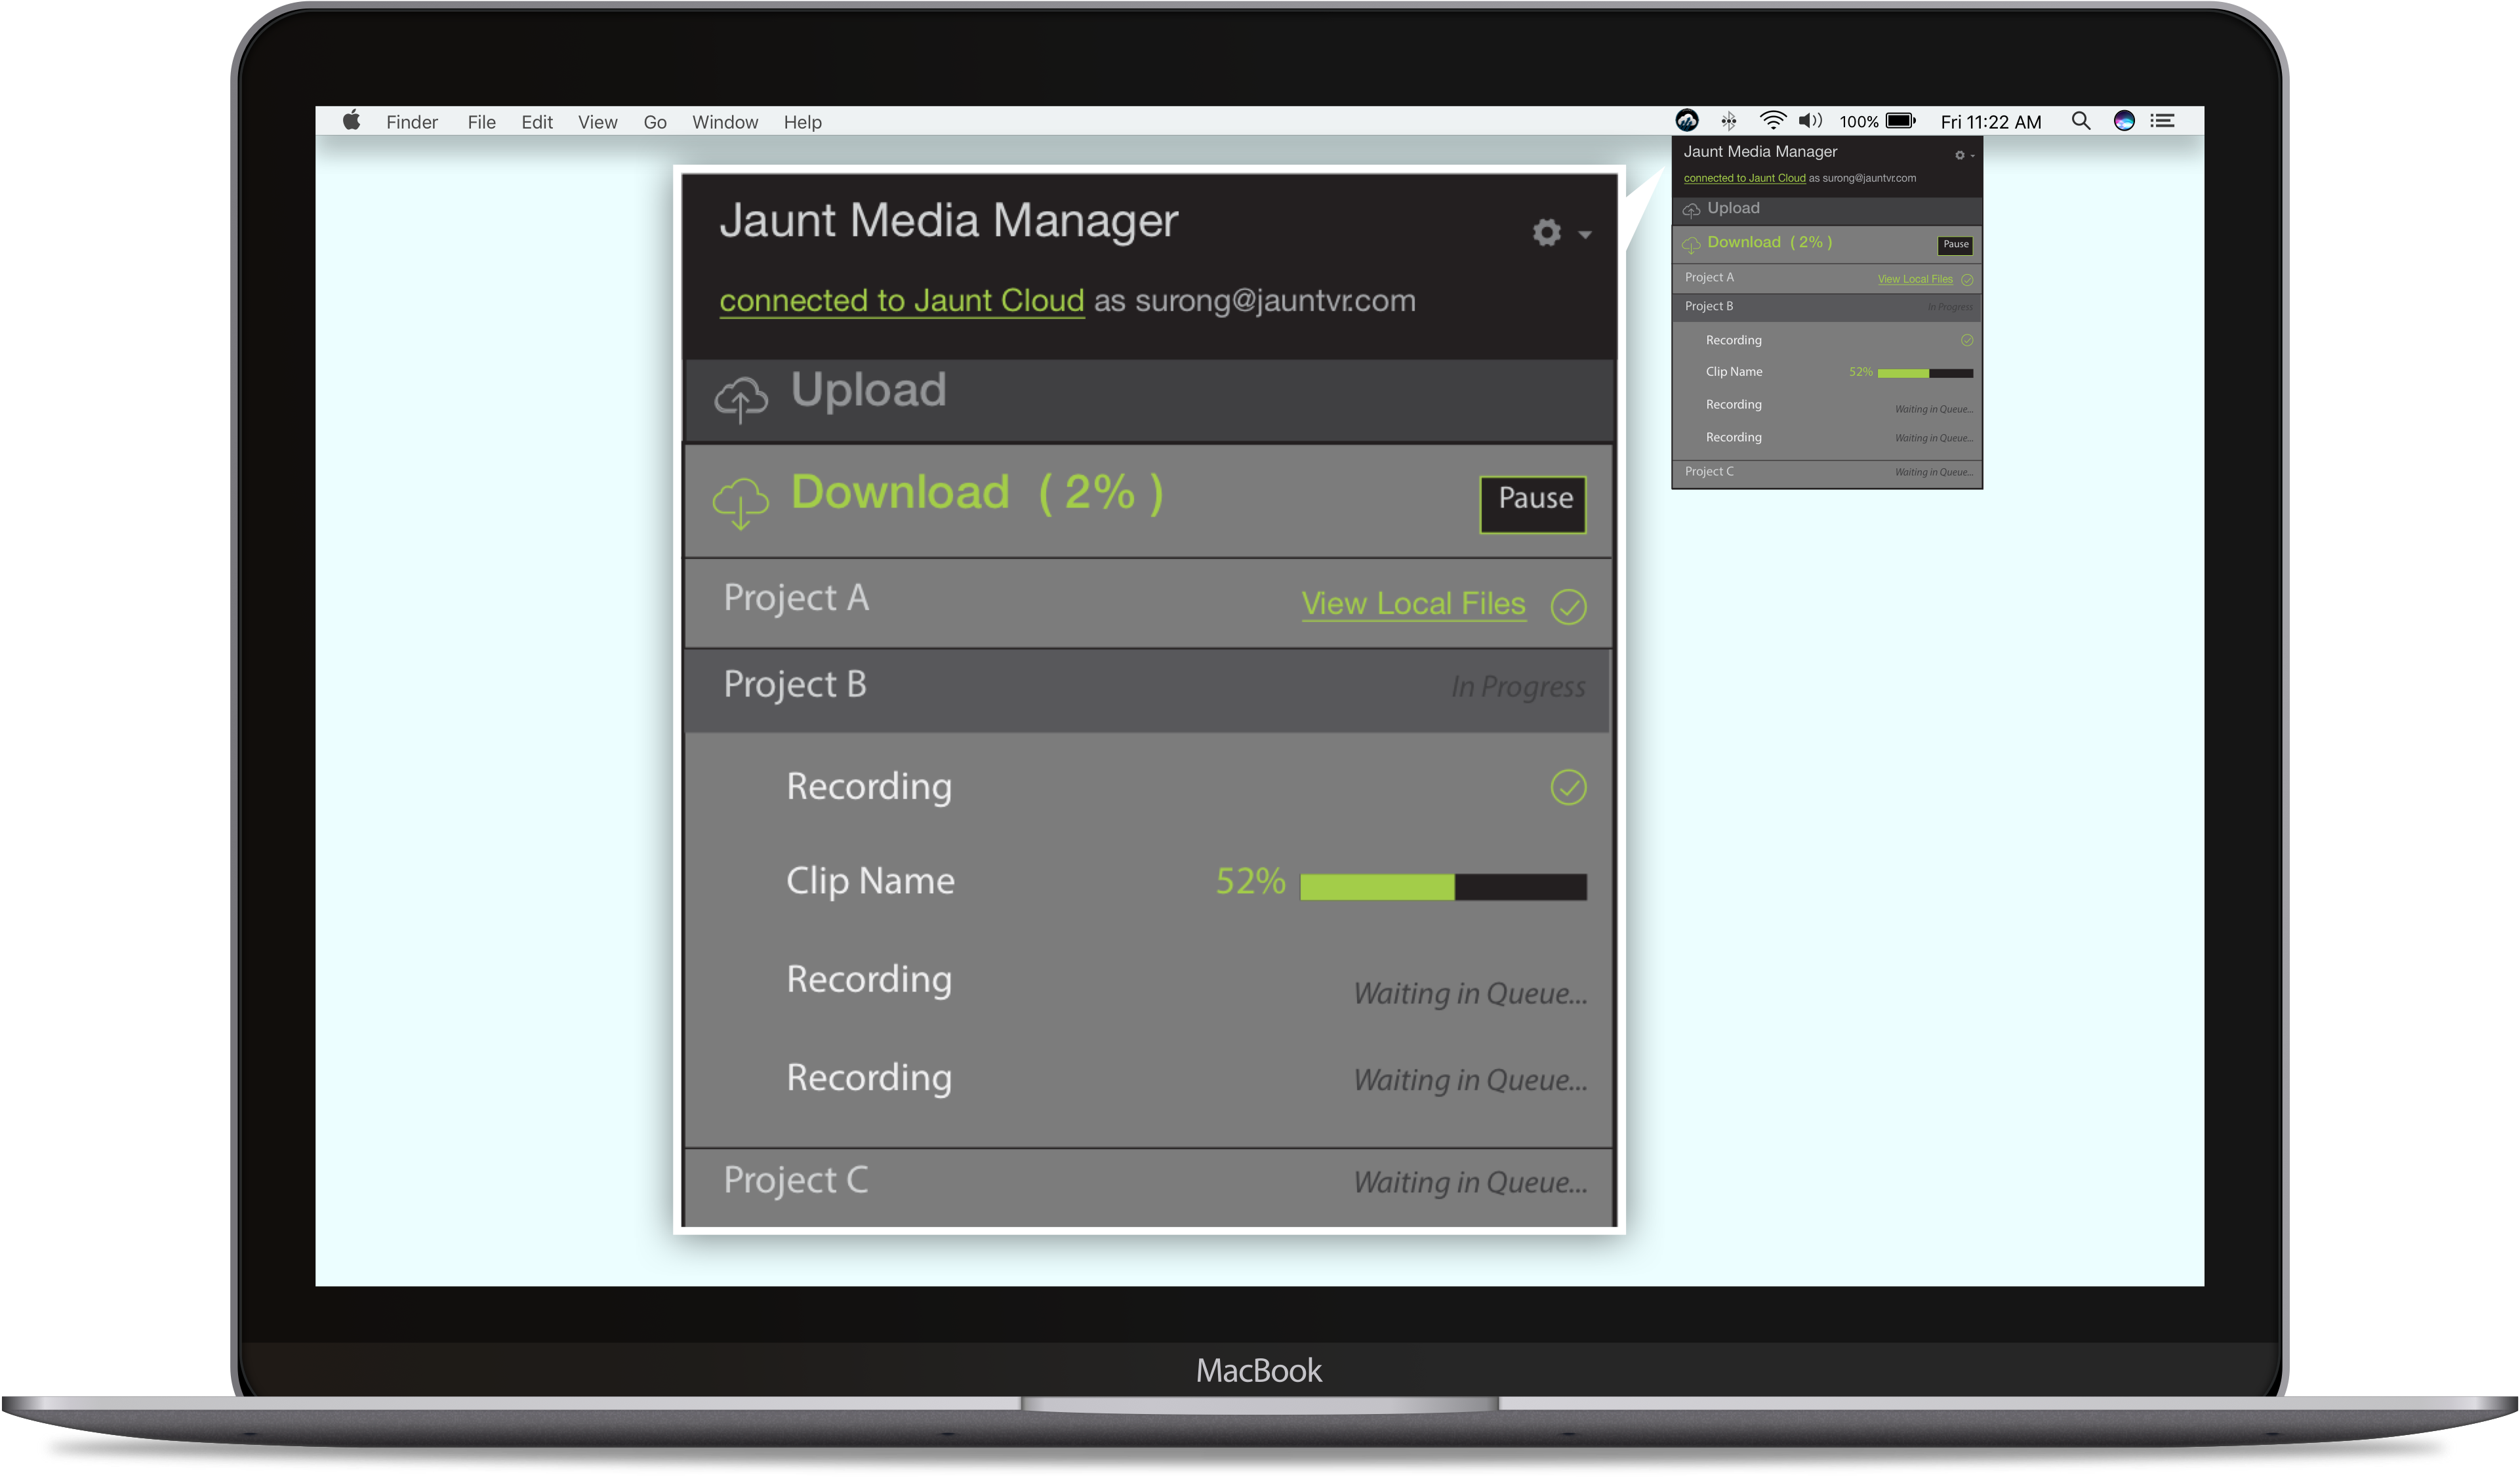 Finder File Edit View Go Window Help 100% Fri 11:22 AM
Jaunt Media Manager
connected to Jaunt Cloud as surong@jauntvr.com
Upload
Download ( 2% ) Pause
Project A View Local Files
Project B In Progress
Recording
Clip Name 52%
Recording Waiting in Queue...
Recording Waiting in Queue...
Project C Waiting in Queue...
Jaunt Media Manager
connected to Jaunt Cloud as surong@jauntvr.com
Upload
Download ( 2% ) Pause
Project A View Local Files
Project B In Progress
Recording
Clip Name 52%
Recording Waiting in Queue...
Recording Waiting in Queue...
Project C Waiting in Queue...
MacBook